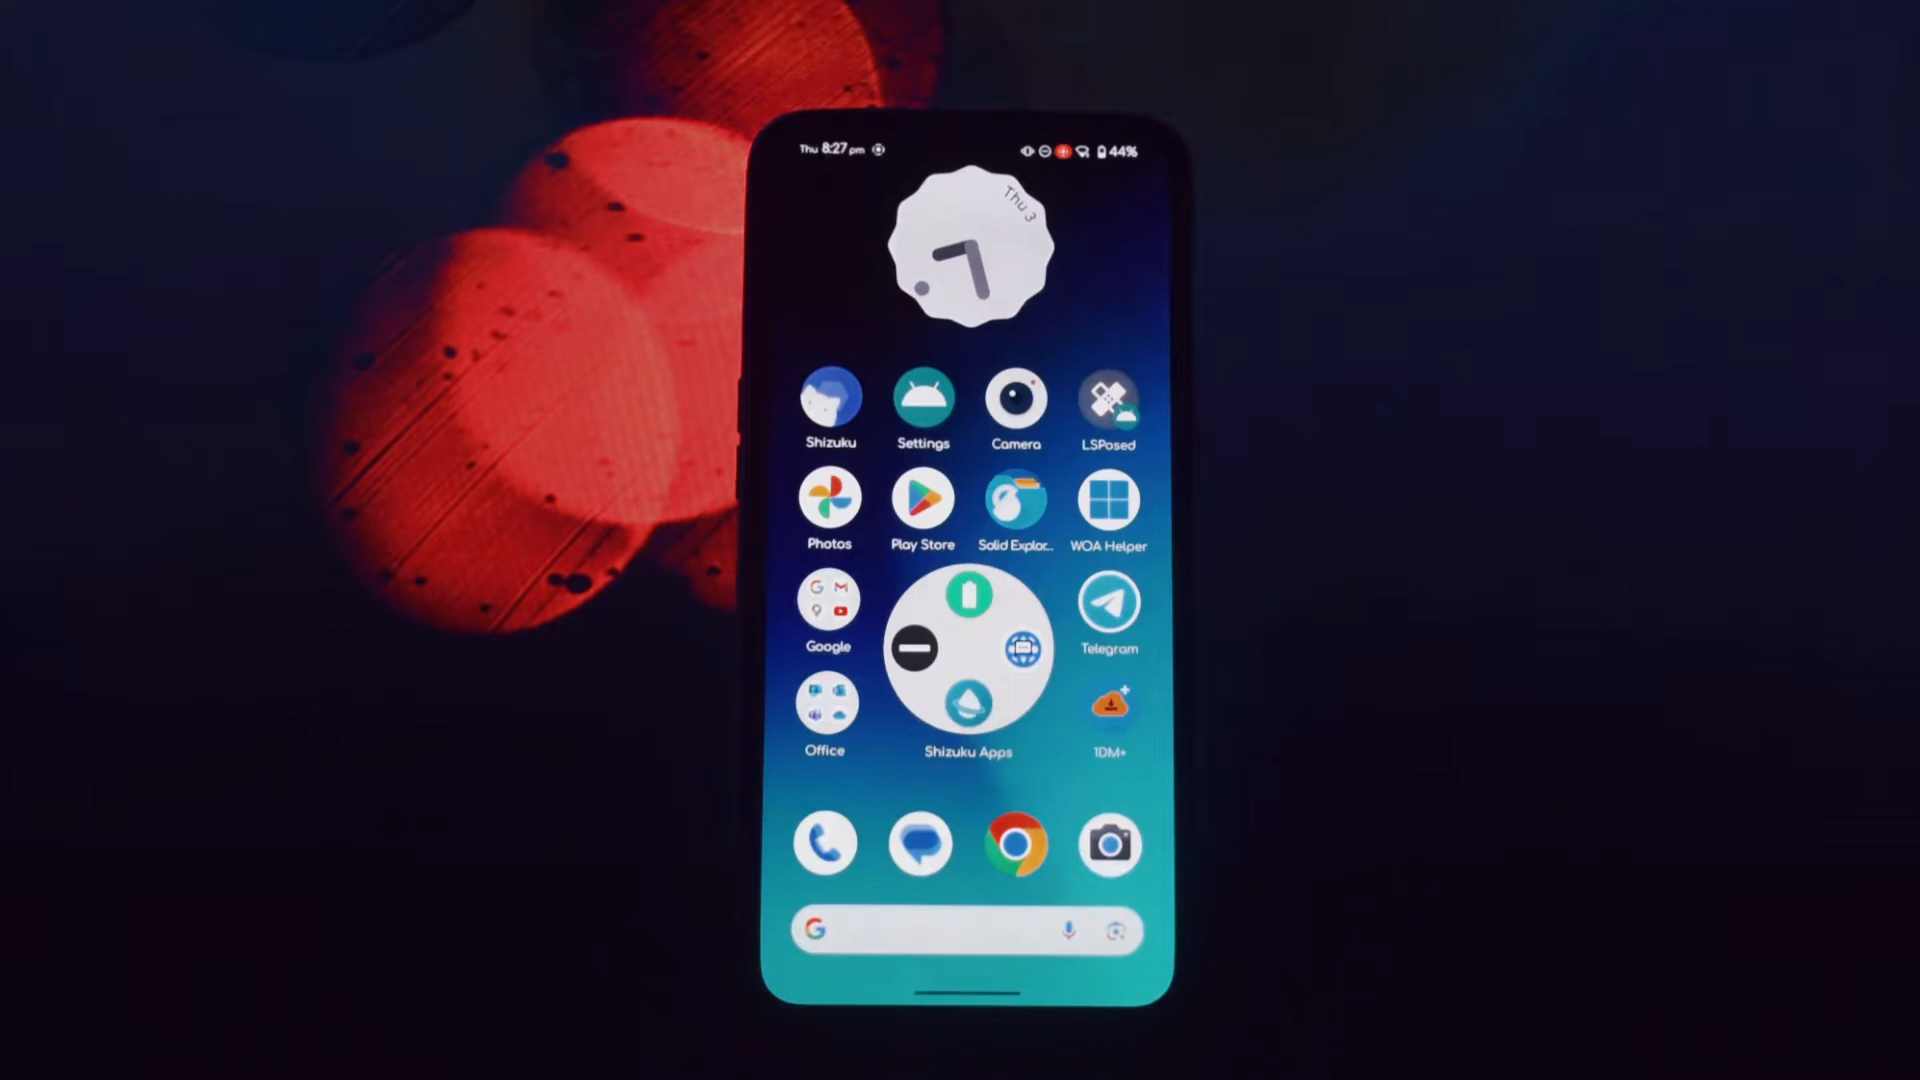 Thu 8:27 pm 44%
Thu 3
Shizuku Settings Camera LSPosed
Photos Play Store Solid Explor... WOA Helper
Google Telegram
Office Shizuku Apps 1DM+